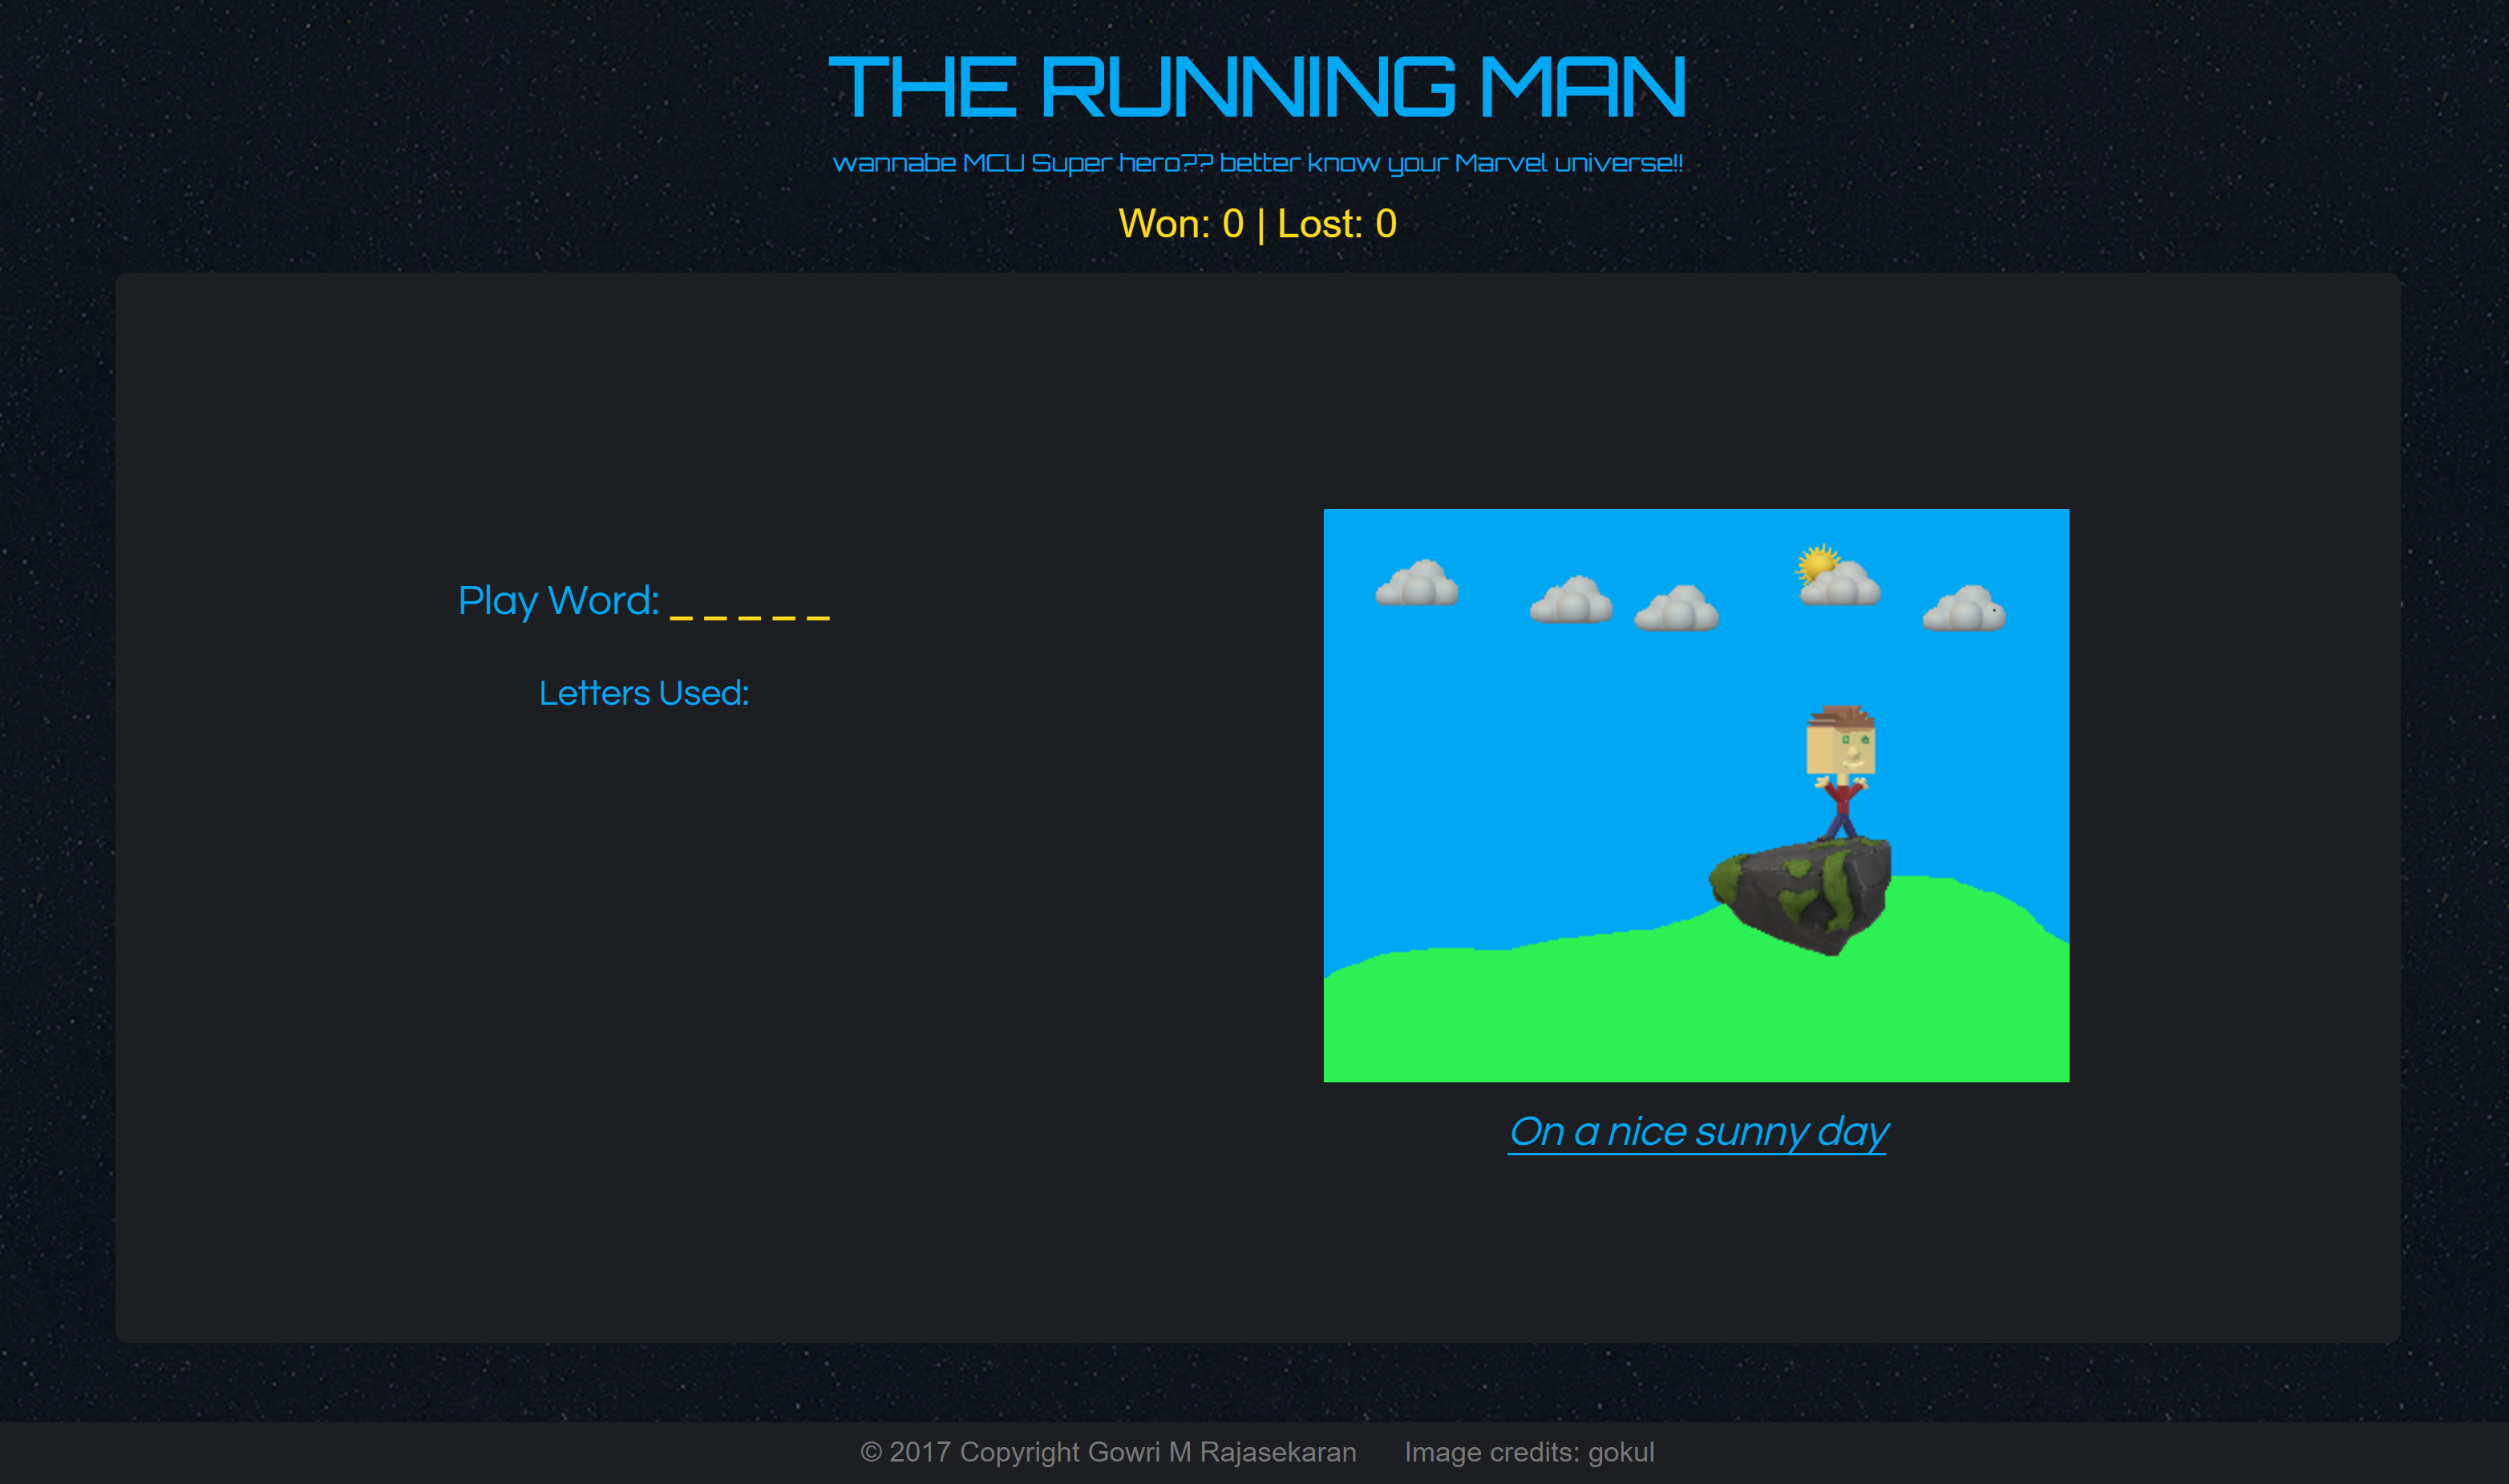 THE RUNNING MAN
wannabe MCU Super hero?? better know your Marvel universe!!
Won: 0 | Lost: 0
Play Word: _ _ _ _ _
Letters Used:
On a nice sunny day
© 2017 Copyright Gowri M Rajasekaran Image credits: gokul